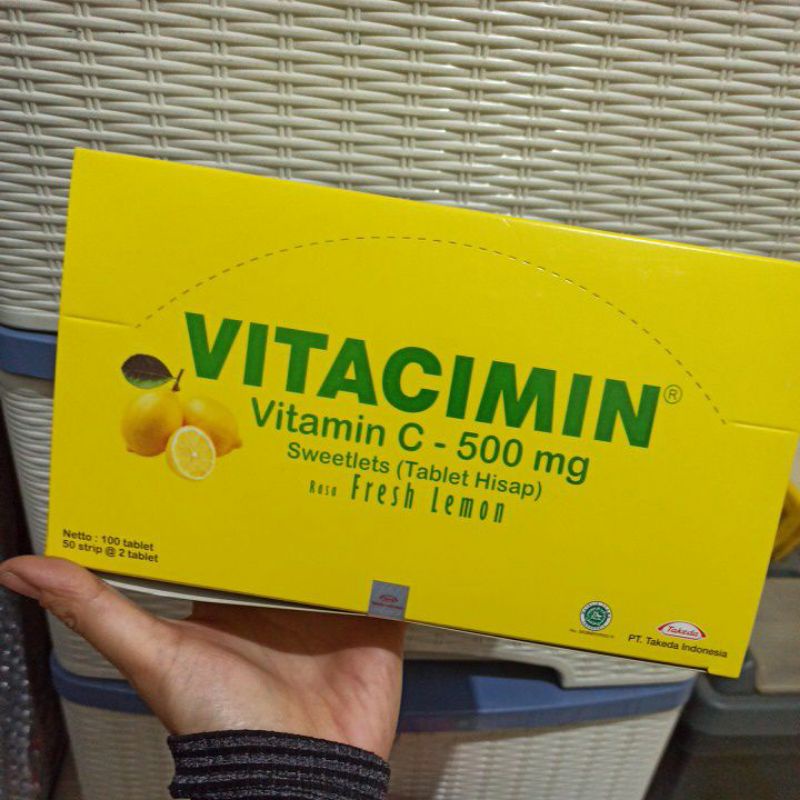 VITACIMIN®
Vitamin C - 500 mg
Sweetlets (Tablet Hisap)
Rasa Fresh Lemon
Netto : 100 tablet
50 strip @ 2 tablet
Takeda
PT. Takeda Indonesia